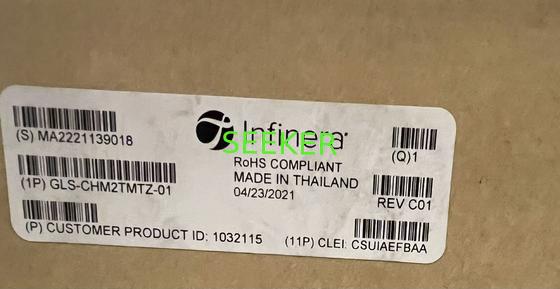 Infinera
SEEKER
(S) MA2221139018
(Q)1
RoHS COMPLIANT
(1P) GLS-CHM2TMTZ-01
MADE IN THAILAND
04/23/2021
REV C01
(P) CUSTOMER PRODUCT ID: 1032115
(11P) CLEI: CSUIAEFBAA